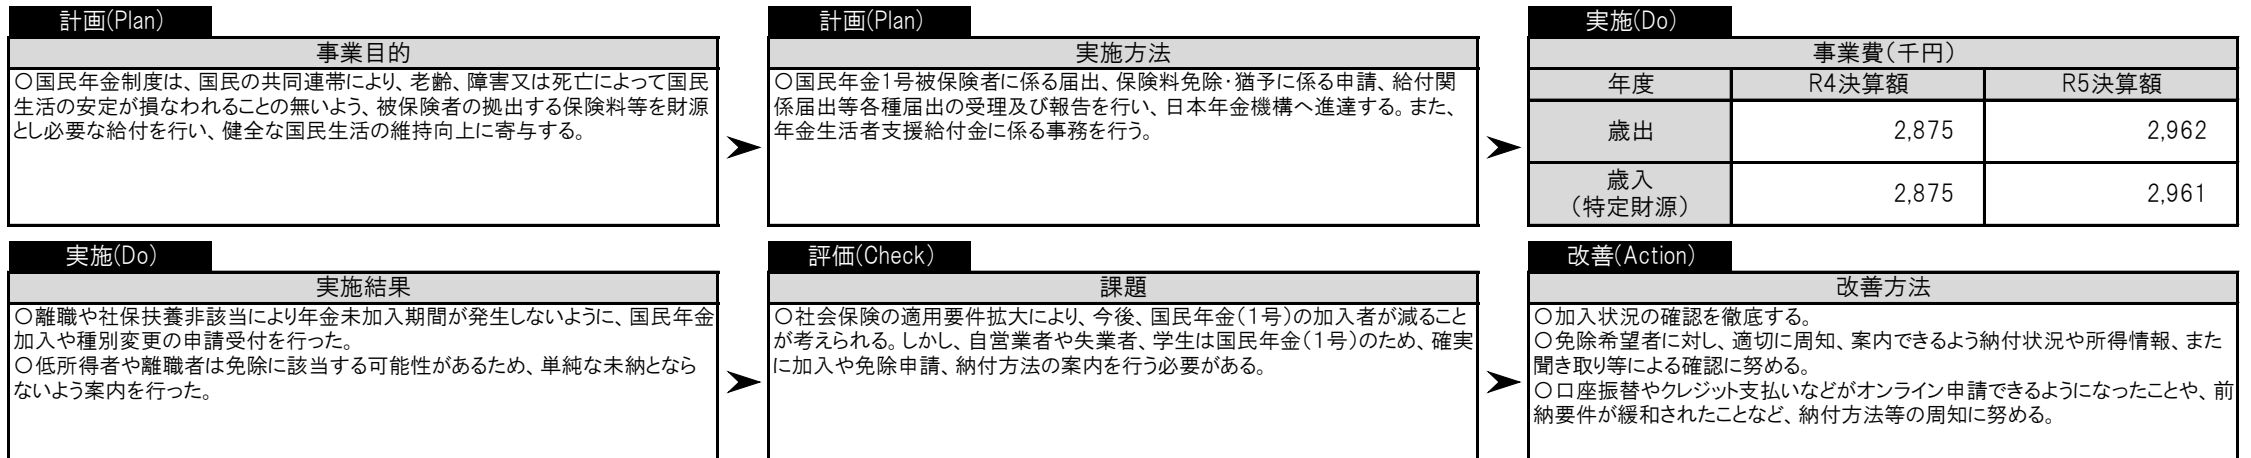 計画(Plan)
事業目的
○国民年金制度は、国民の共同連帯により、老齢、障害又は死亡によって国民
生活の安定が損なわれることの無いよう、被保険者の拠出する保険料等を財源
とし必要な給付を行い、健全な国民生活の維持向上に寄与する。
計画(Plan)
実施方法
○国民年金1号被保険者に係る届出、保険料免除・猶予に係る申請、給付関
係届出等各種届出の受理及び報告を行い、日本年金機構へ進達する。また、
年金生活者支援給付金に係る事務を行う。
実施(Do)
事業費(千円)
年度 R4決算額 R5決算額
歳出 2,875 2,962
歳入
(特定財源) 2,875 2,961
実施(Do)
実施結果
○離職や社保扶養非該当により年金未加入期間が発生しないように、国民年金
加入や種別変更の申請受付を行った。
○低所得者や離職者は免除に該当する可能性があるため、単純な未納となら
ないよう案内を行った。
評価(Check)
課題
○社会保険の適用要件拡大により、今後、国民年金(1号)の加入者が減ること
が考えられる。しかし、自営業者や失業者、学生は国民年金(1号)のため、確実
に加入や免除申請、納付方法の案内を行う必要がある。
改善(Action)
改善方法
○加入状況の確認を徹底する。
○免除希望者に対し、適切に周知、案内できるよう納付状況や所得情報、また
聞き取り等による確認に努める。
○口座振替やクレジット支払いなどがオンライン申請できるようになったことや、前
納要件が緩和されたことなど、納付方法等の周知に努める。